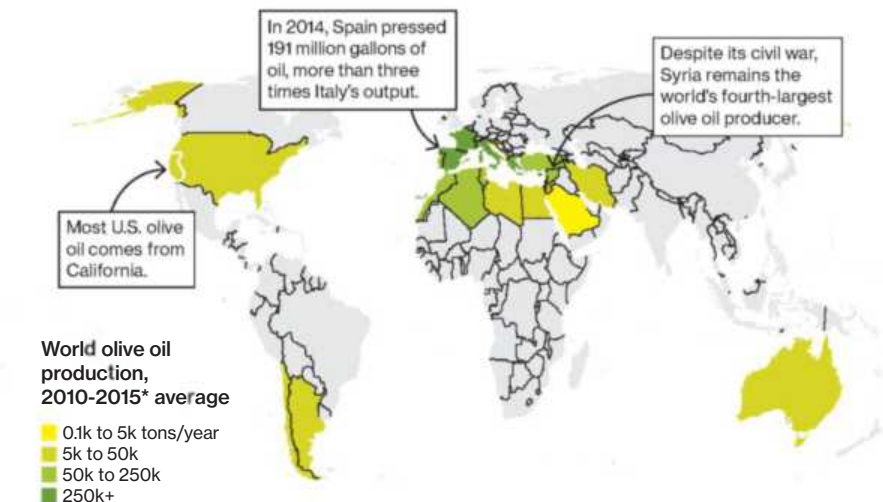 In 2014, Spain pressed
191 million gallons of
oil, more than three
times Italy's output.
Despite its civil war,
Syria remains the
world's fourth-largest
olive oil producer.
Most U.S. olive
oil comes from
California.
World olive oil
production,
2010-2015* average
0.1k to 5k tons/year
5k to 50k
50k to 250k
250k+